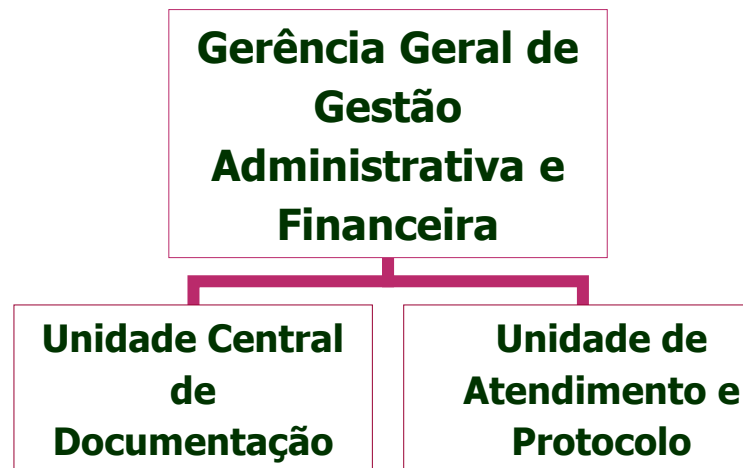 Gerência Geral de
Gestão
Administrativa e
Financeira
Unidade Central
de
Documentação
Unidade de
Atendimento e
Protocolo